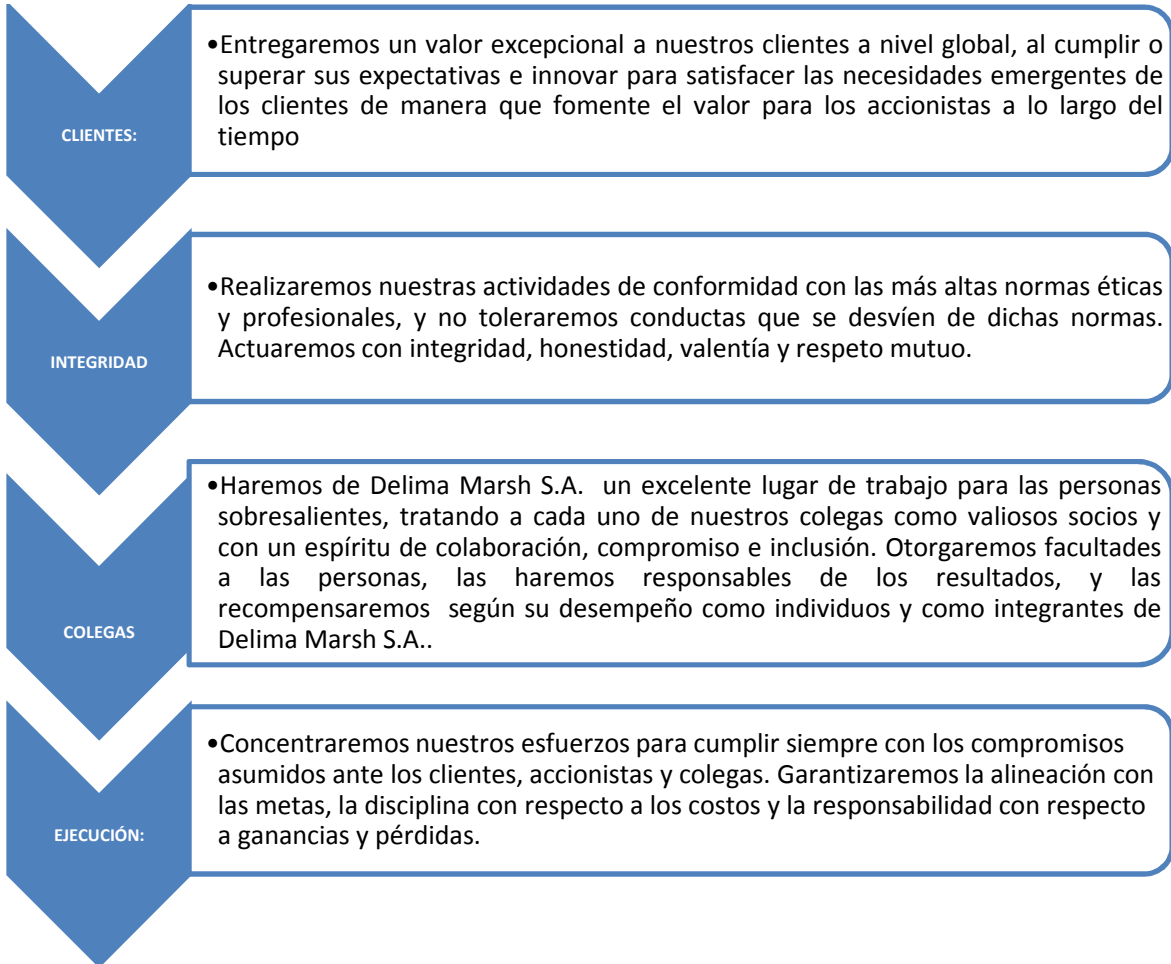 CLIENTES:
•Entregaremos un valor excepcional a nuestros clientes a nivel global, al cumplir o
superar sus expectativas e innovar para satisfacer las necesidades emergentes de
los clientes de manera que fomente el valor para los accionistas a lo largo del
tiempo
INTEGRIDAD
•Realizaremos nuestras actividades de conformidad con las más altas normas éticas
y profesionales, y no toleraremos conductas que se desvíen de dichas normas.
Actuaremos con integridad, honestidad, valentía y respeto mutuo.
COLEGAS
•Haremos de Delima Marsh S.A. un excelente lugar de trabajo para las personas
sobresalientes, tratando a cada uno de nuestros colegas como valiosos socios y
con un espíritu de colaboración, compromiso e inclusión. Otorgaremos facultades
a las personas, las haremos responsables de los resultados, y las
recompensaremos según su desempeño como individuos y como integrantes de
Delima Marsh S.A..
EJECUCIÓN:
•Concentraremos nuestros esfuerzos para cumplir siempre con los compromisos
asumidos ante los clientes, accionistas y colegas. Garantizaremos la alineación con
las metas, la disciplina con respecto a los costos y la responsabilidad con respecto
a ganancias y pérdidas.